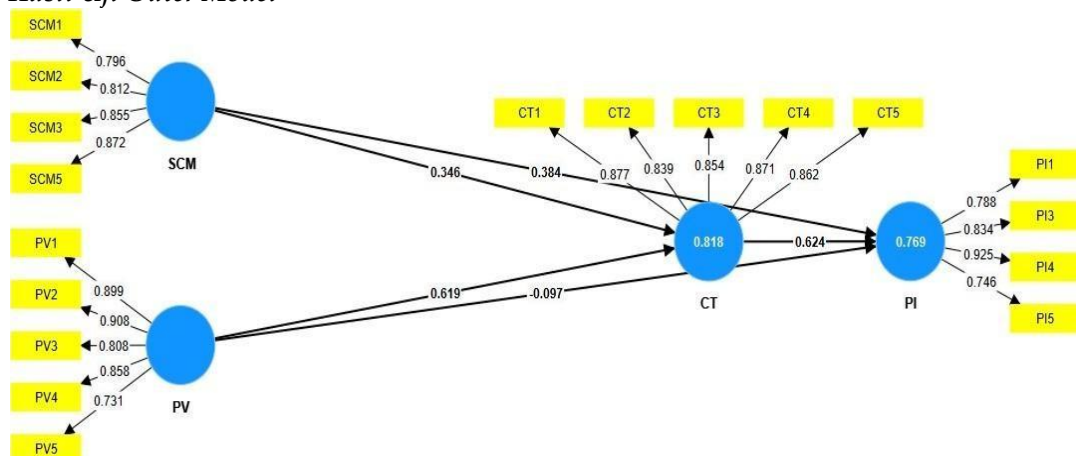 SCM1
SCM2
SCM3
SCM5
0.796
0.812
0.855
0.872
SCM
PV1
PV2
PV3
PV4
PV5
0.899
0.908
0.808
0.858
0.731
PV
0.346
0.384
0.619
-0.097
CT1
CT2
CT3
CT4
CT5
0.877
0.839
0.854
0.871
0.862
0.818
CT
0.624
0.769
PI
0.788
0.834
0.925
0.746
PI1
PI3
PI4
PI5